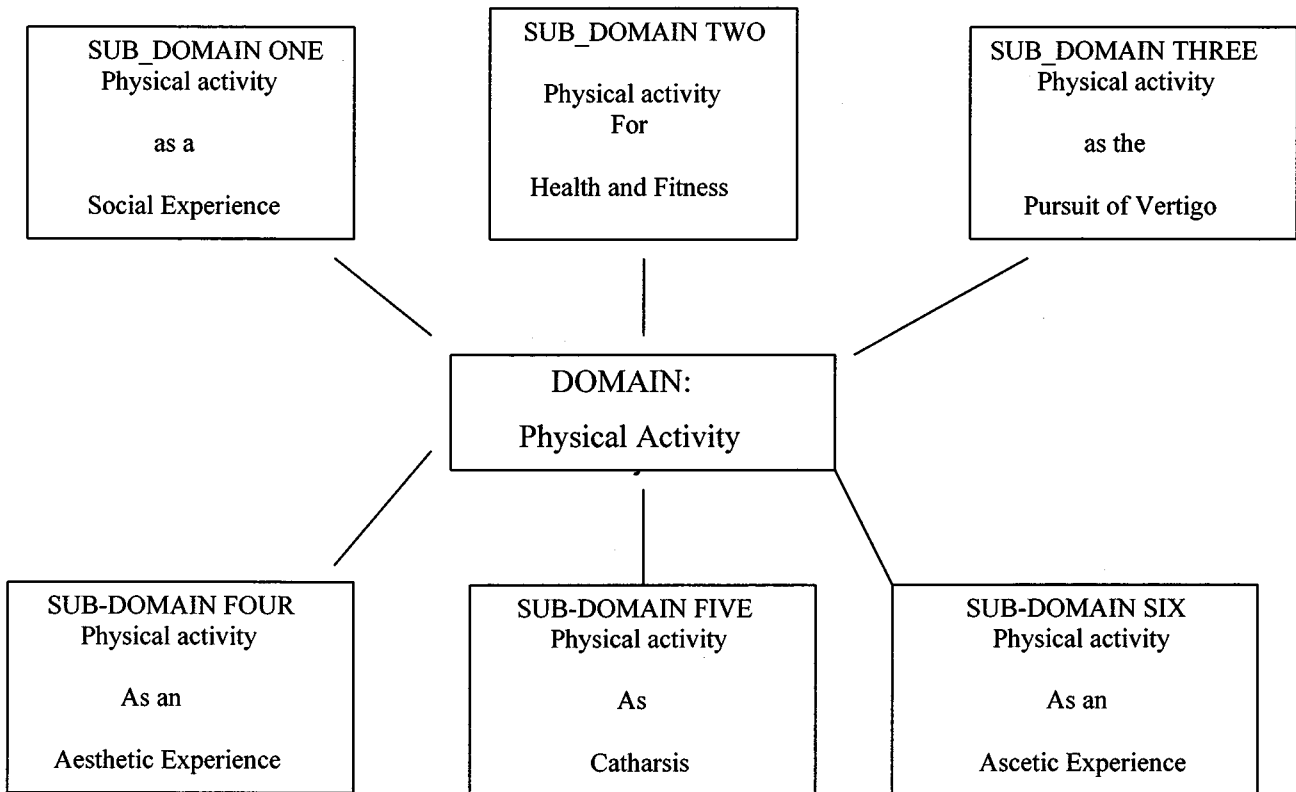 SUB_DOMAIN ONE
Physical activity
as a
Social Experience
SUB_DOMAIN TWO
Physical activity
For
Health and Fitness
SUB_DOMAIN THREE
Physical activity
as the
Pursuit of Vertigo
DOMAIN:
Physical Activity
SUB-DOMAIN FOUR
Physical activity
As an
Aesthetic Experience
SUB-DOMAIN FIVE
Physical activity
As
Catharsis
SUB-DOMAIN SIX
Physical activity
As an
Ascetic Experience